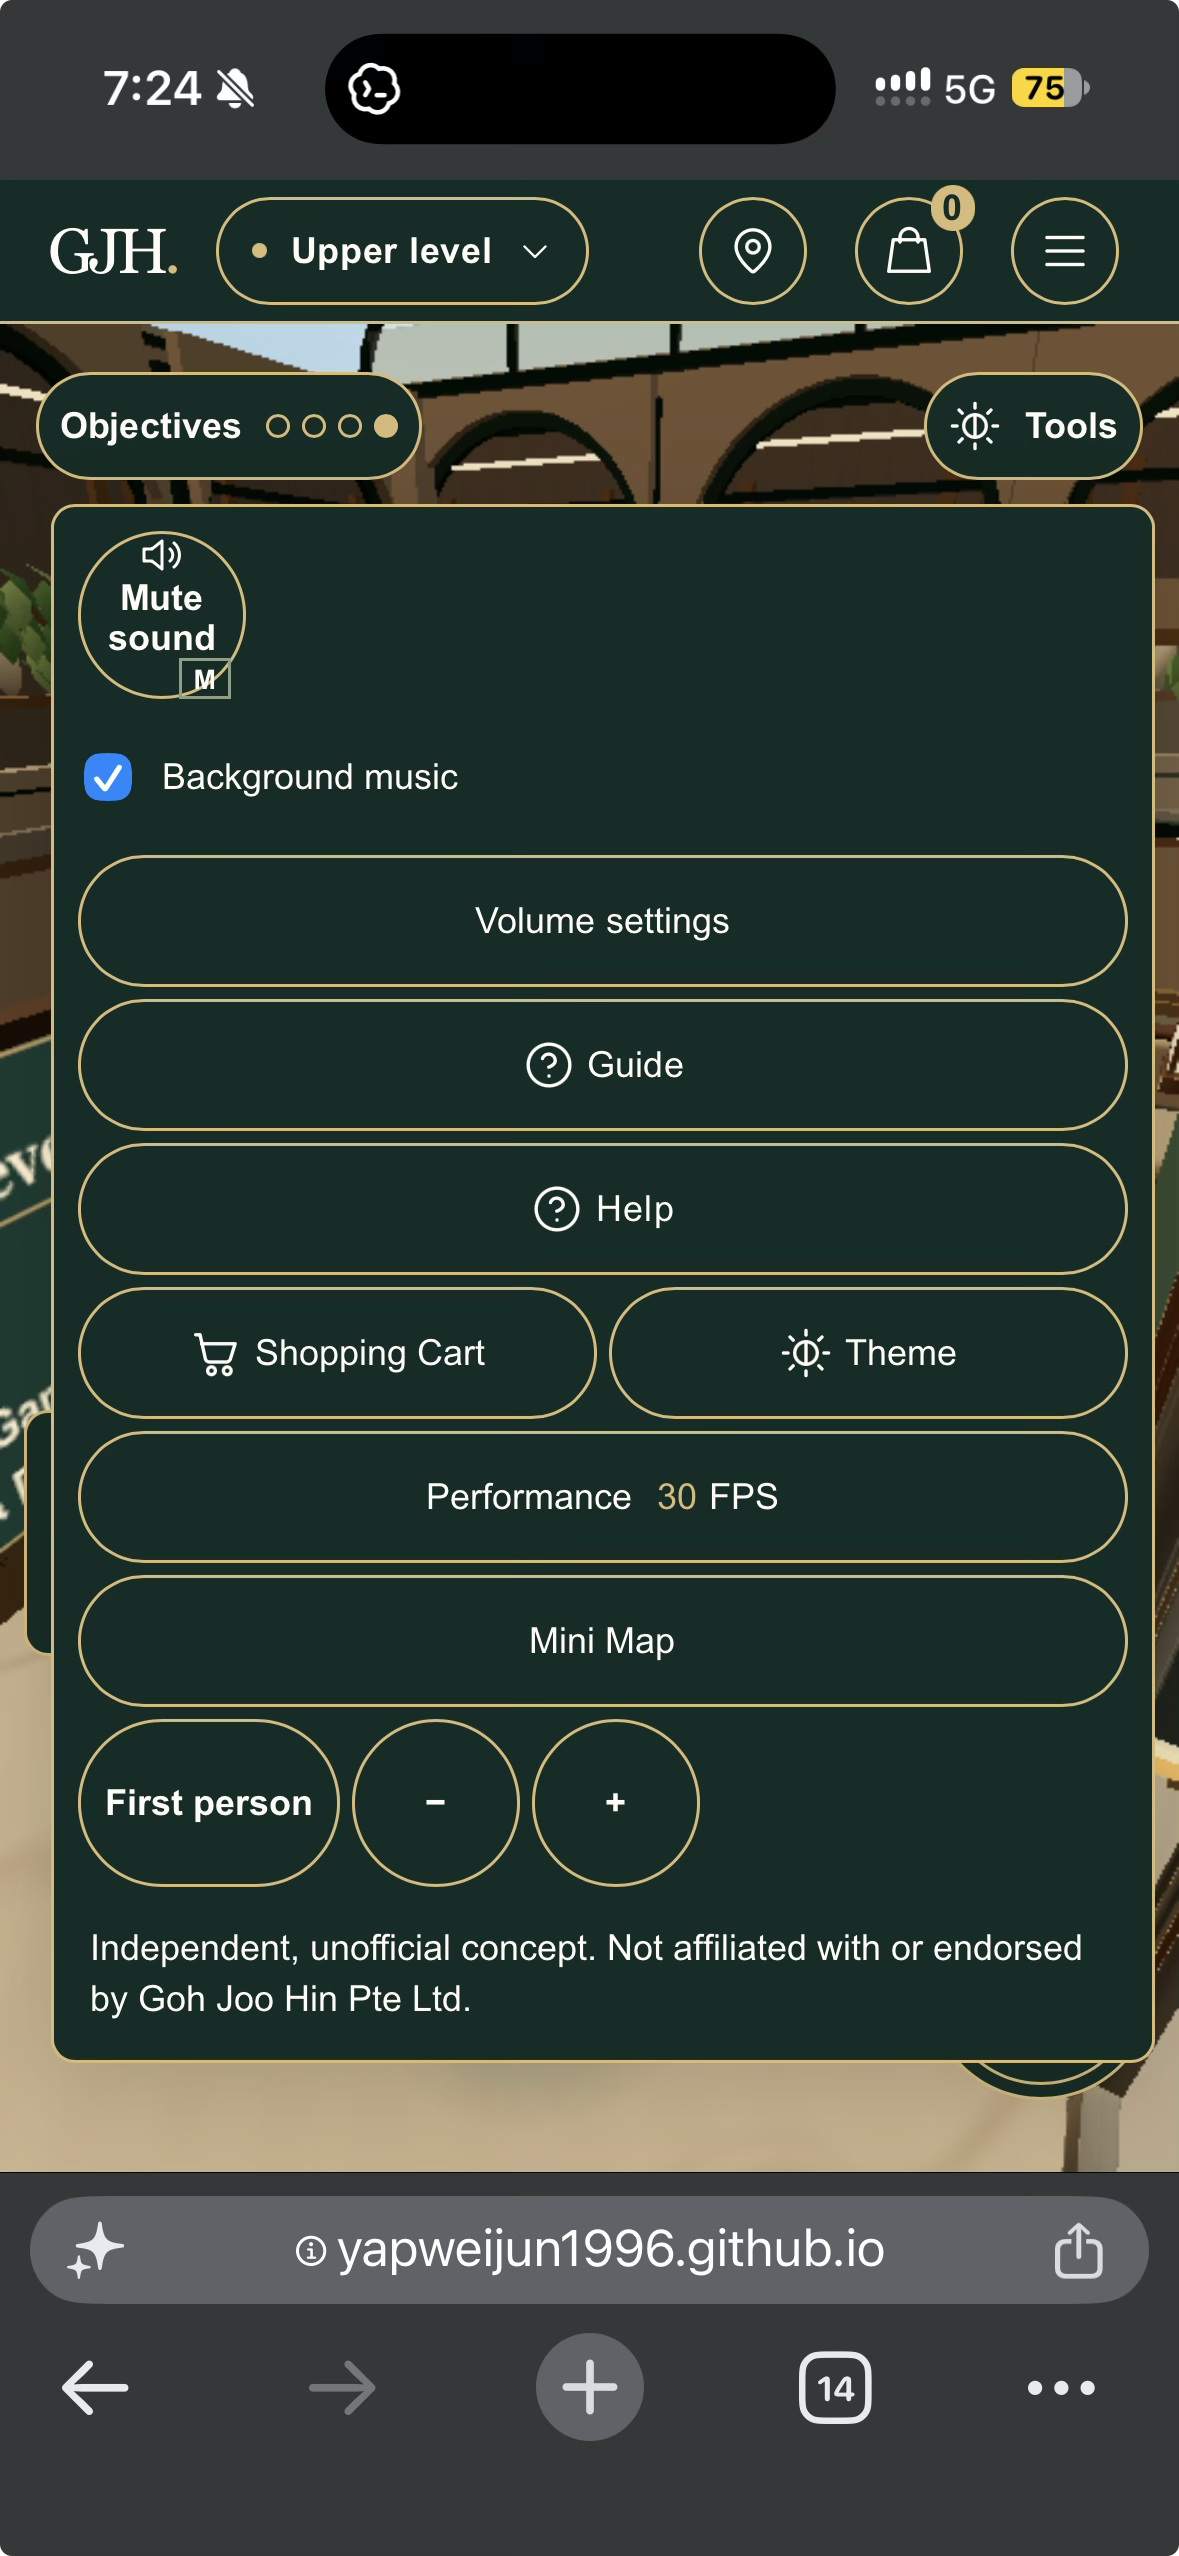 7:24
5G
75
GJH.
Upper level
0
Objectives
Tools
Mute
sound
M
Background music
Volume settings
Guide
Help
Shopping Cart
Theme
Performance 30 FPS
Mini Map
First person
−
+
Independent, unofficial concept. Not affiliated with or endorsed
by Goh Joo Hin Pte Ltd.
yapweijun1996.github.io
14